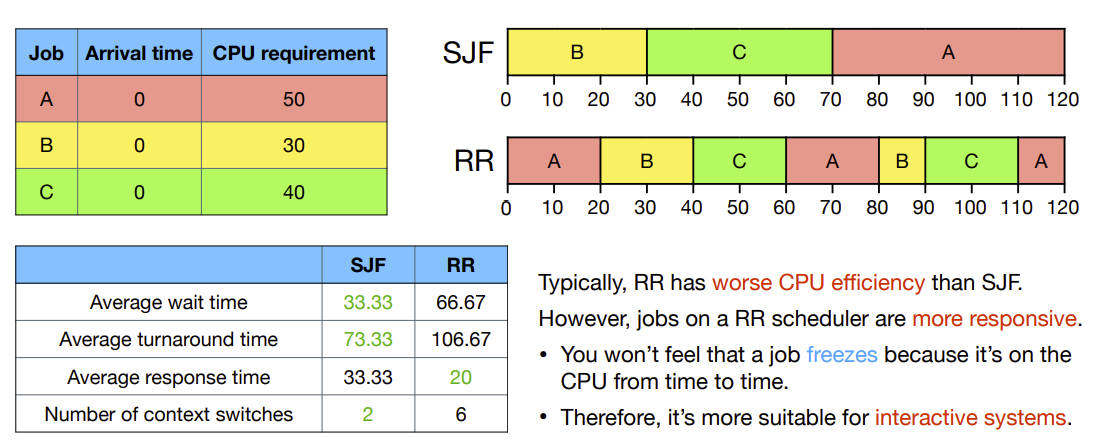 Job Arrival time CPU requirement
A 0 50
B 0 30
C 0 40
SJF B C A
0 10 20 30 40 50 60 70 80 90 100 110 120
RR A B C A B C A
0 10 20 30 40 50 60 70 80 90 100 110 120
SJF RR
Average wait time 33.33 66.67
Average turnaround time 73.33 106.67
Average response time 33.33 20
Number of context switches 2 6
Typically, RR has worse CPU efficiency than SJF.
However, jobs on a RR scheduler are more responsive.
• You won’t feel that a job freezes because it’s on the
CPU from time to time.
• Therefore, it’s more suitable for interactive systems.